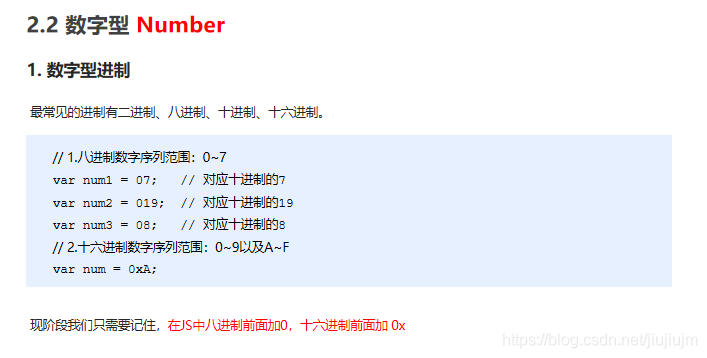 2.2 数字型 Number
1. 数字型进制
最常见的进制有二进制、八进制、十进制、十六进制。
// 1.八进制数字序列范围：0~7
var num1 = 07;   // 对应十进制的7
var num2 = 019;  // 对应十进制的19
var num3 = 08;   // 对应十进制的8
// 2.十六进制数字序列范围：0~9以及A~F
var num = 0xA;
现阶段我们只需要记住，在JS中八进制前面加0，十六进制前面加 0x
https://blog.csdn.net/jiujiujm